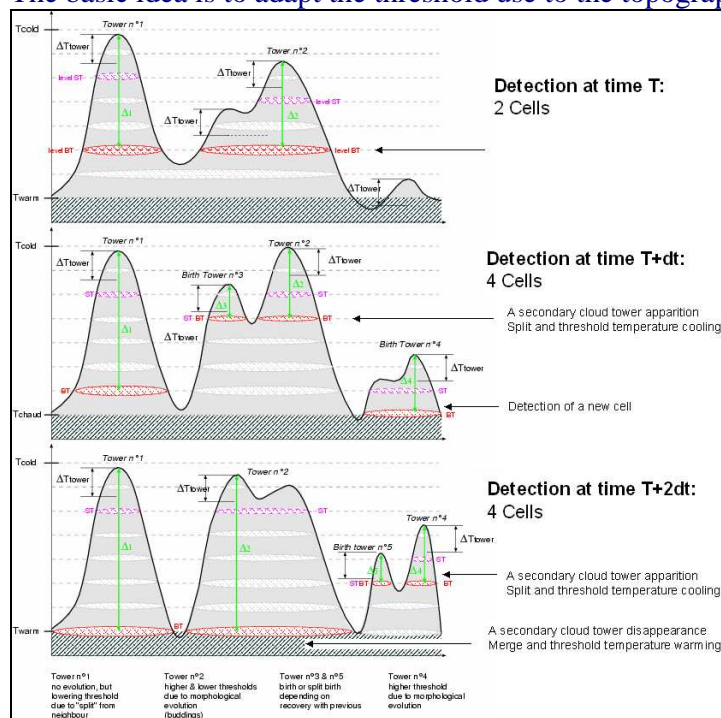 The basic idea is to adapt the threshold use to the topograp
Tcold
Tower n°1
ΔTtower
level ST
Δ1
level BT
Tower n°2
ΔTtower
level ST
ΔTtower
Δ2
ΔTtower
Twarm
Detection at time T:
2 Cells
Tcold
Tower n°1
ΔTtower
ST
Δ1
BT
Birth Tower n°3
Δ3
ST BT
ΔTtower
Tower n°2
ΔTtower
Δ2
ST
BT
Birth Tower n°4
ΔTtower
Δ4
ST
BT
Tchaud
Detection at time T+dt:
4 Cells
A secondary cloud tower apparition
Split and threshold temperature cooling
Detection of a new cell
Tcold
Tower n°1
ΔTtower
ST
Δ1
BT
Tower n°2
ΔTtower
ST
Δ2
Birth tower n°5
STBT
Tower n°4
ΔTtower
ST
Δ4
BT
Twarm
Detection at time T+2dt:
4 Cells
A secondary cloud tower apparition
Split and threshold temperature cooling
A secondary cloud tower disappearance
Merge and threshold temperature warming
Tower n°1
no evolution, but
lowering threshold
due to "split" from
neighbour
Tower n°2
higher & lower thresholds
due to morphological
evolution
(buddings)
Tower n°3 & n°5
birth or split birth
depending on
recovery with previous
Tower n°4
higher threshold
due to morphological
evolution